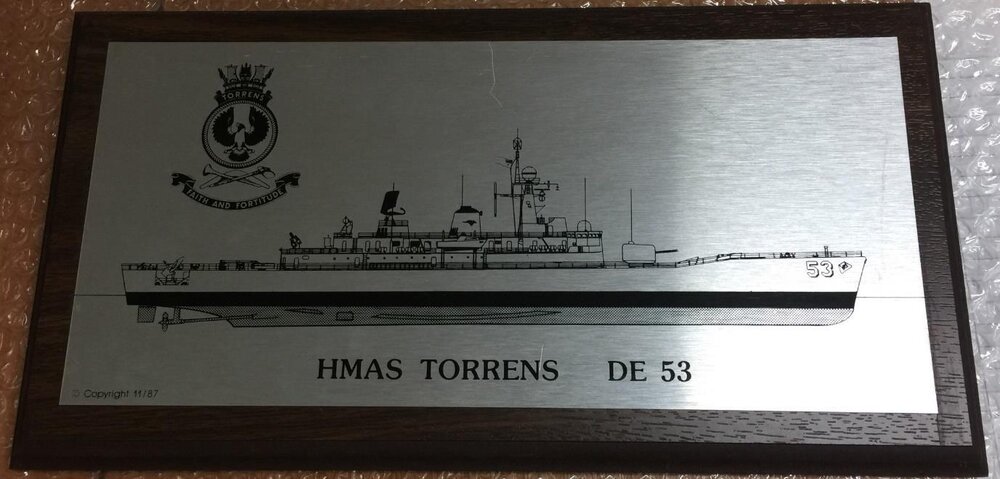 TORRENS
FAITH AND FORTITUDE
53
HMAS TORRENS DE 53
© Copyright 11/87